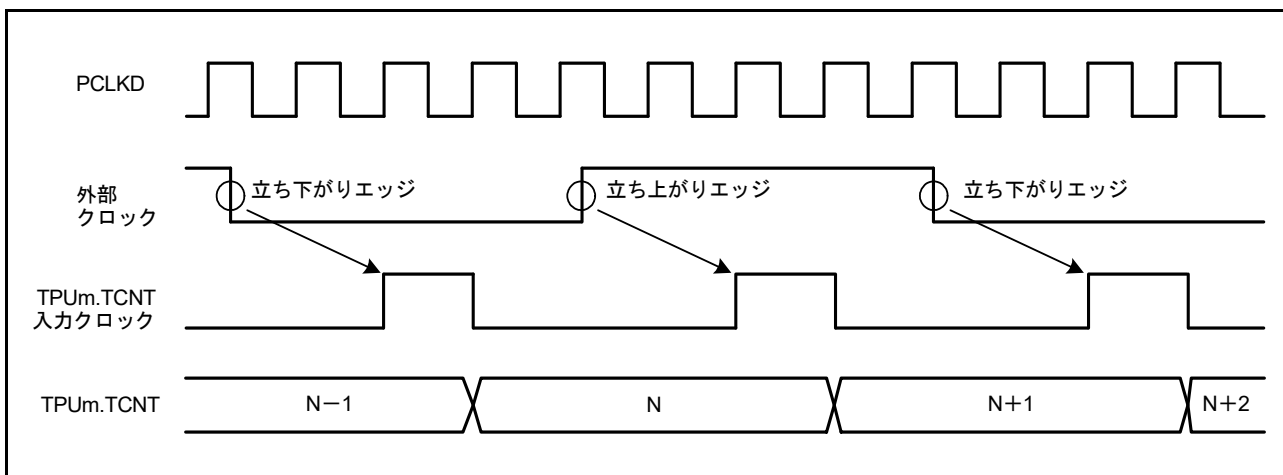 PCLKD
外部
クロック
立ち下がりエッジ
立ち上がりエッジ
立ち下がりエッジ
TPUm.TCNT
入力クロック
TPUm.TCNT
N－1
N
N＋1
N＋2